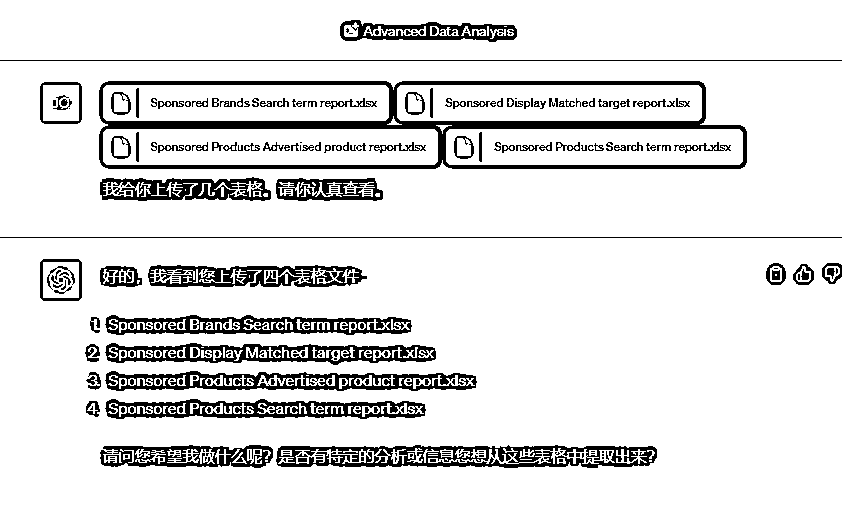 Advanced Data Analysis
Sponsored Brands Search term report.xlsx Sponsored Display Matched target report.xlsx
Sponsored Products Advertised product report.xlsx Sponsored Products Search term report.xlsx
我给你上传了几个表格。请你认真查看。
好的，我看到您上传了四个表格文件-
1. Sponsored Brands Search term report.xlsx
2. Sponsored Display Matched target report.xlsx
3. Sponsored Products Advertised product report.xlsx
4. Sponsored Products Search term report.xlsx
请问您希望我做什么呢？是否有特定的分析或信息您想从这些表格中提取出来？